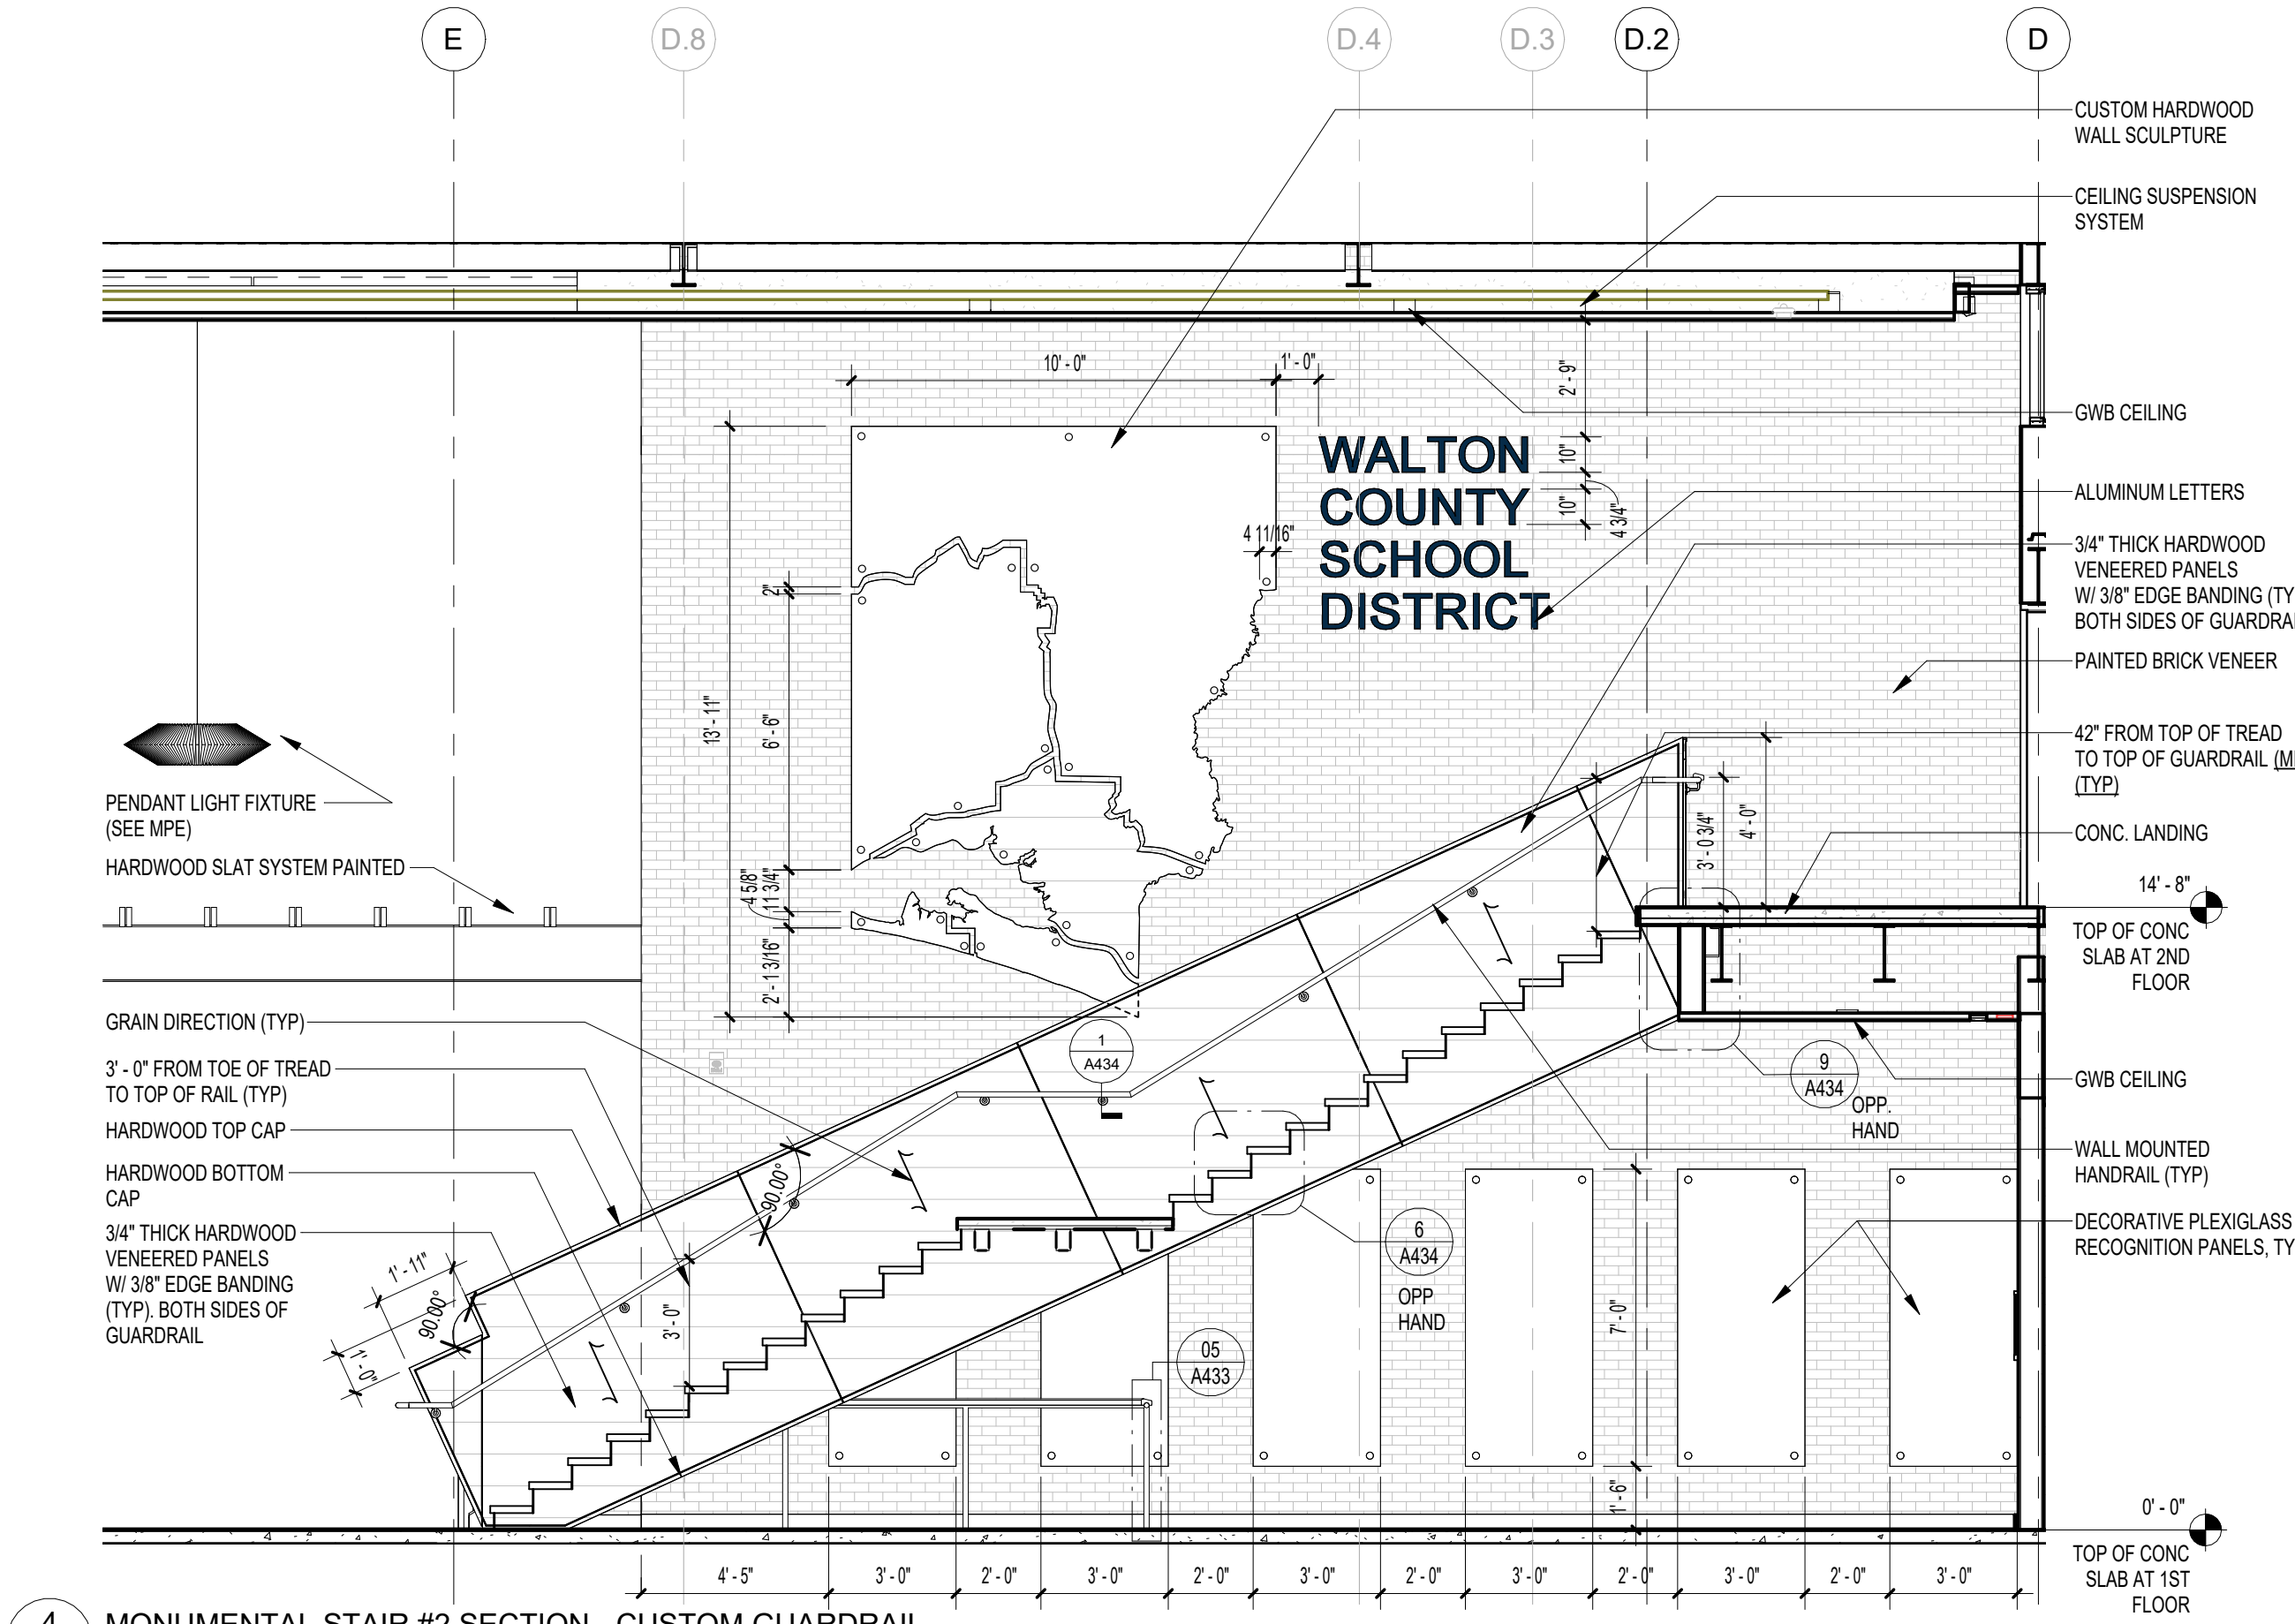 E
D.8
D.4
D.3
D.2
D
CUSTOM HARDWOOD
WALL SCULPTURE
CEILING SUSPENSION
SYSTEM
10' - 0"
1' - 0"
2' - 9"
GWB CEILING
WALTON
COUNTY
SCHOOL
DISTRICT
10"
10"
4 3/4"
ALUMINUM LETTERS
4 11/16"
3/4" THICK HARDWOOD
VENEERED PANELS
W/ 3/8" EDGE BANDING (TY
BOTH SIDES OF GUARDRAI
2"
PAINTED BRICK VENEER
13' - 11"
6' - 6"
42" FROM TOP OF TREAD
TO TOP OF GUARDRAIL (M
(TYP)
PENDANT LIGHT FIXTURE
(SEE MPE)
3' - 0 3/4"
4' - 0"
CONC. LANDING
HARDWOOD SLAT SYSTEM PAINTED
4 5/8"
11 3/4"
14' - 8"
TOP OF CONC
SLAB AT 2ND
FLOOR
2' - 1 3/16"
GRAIN DIRECTION (TYP)
1
A434
3' - 0" FROM TOE OF TREAD
TO TOP OF RAIL (TYP)
9
A434
OPP.
HAND
GWB CEILING
HARDWOOD TOP CAP
WALL MOUNTED
HANDRAIL (TYP)
HARDWOOD BOTTOM
CAP
90.00°
3/4" THICK HARDWOOD
VENEERED PANELS
W/ 3/8" EDGE BANDING
(TYP). BOTH SIDES OF
GUARDRAIL
6
A434
OPP
HAND
DECORATIVE PLEXIGLASS
RECOGNITION PANELS, TY
1' - 11"
90.00°
1' - 0"
3' - 0"
7' - 0"
05
A433
1' - 6"
0' - 0"
TOP OF CONC
SLAB AT 1ST
FLOOR
4' - 5"
3' - 0"
2' - 0"
3' - 0"
2' - 0"
3' - 0"
2' - 0"
3' - 0"
2' - 0"
3' - 0"
2' - 0"
3' - 0"
4
MONUMENTAL STAIR #2 SECTION - CUSTOM GUARDRAIL